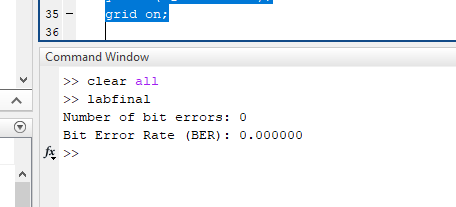 35 –
grid on;
36
Command Window
>> clear all
>> labfinal
Number of bit errors: 0
Bit Error Rate (BER): 0.000000
fx >>